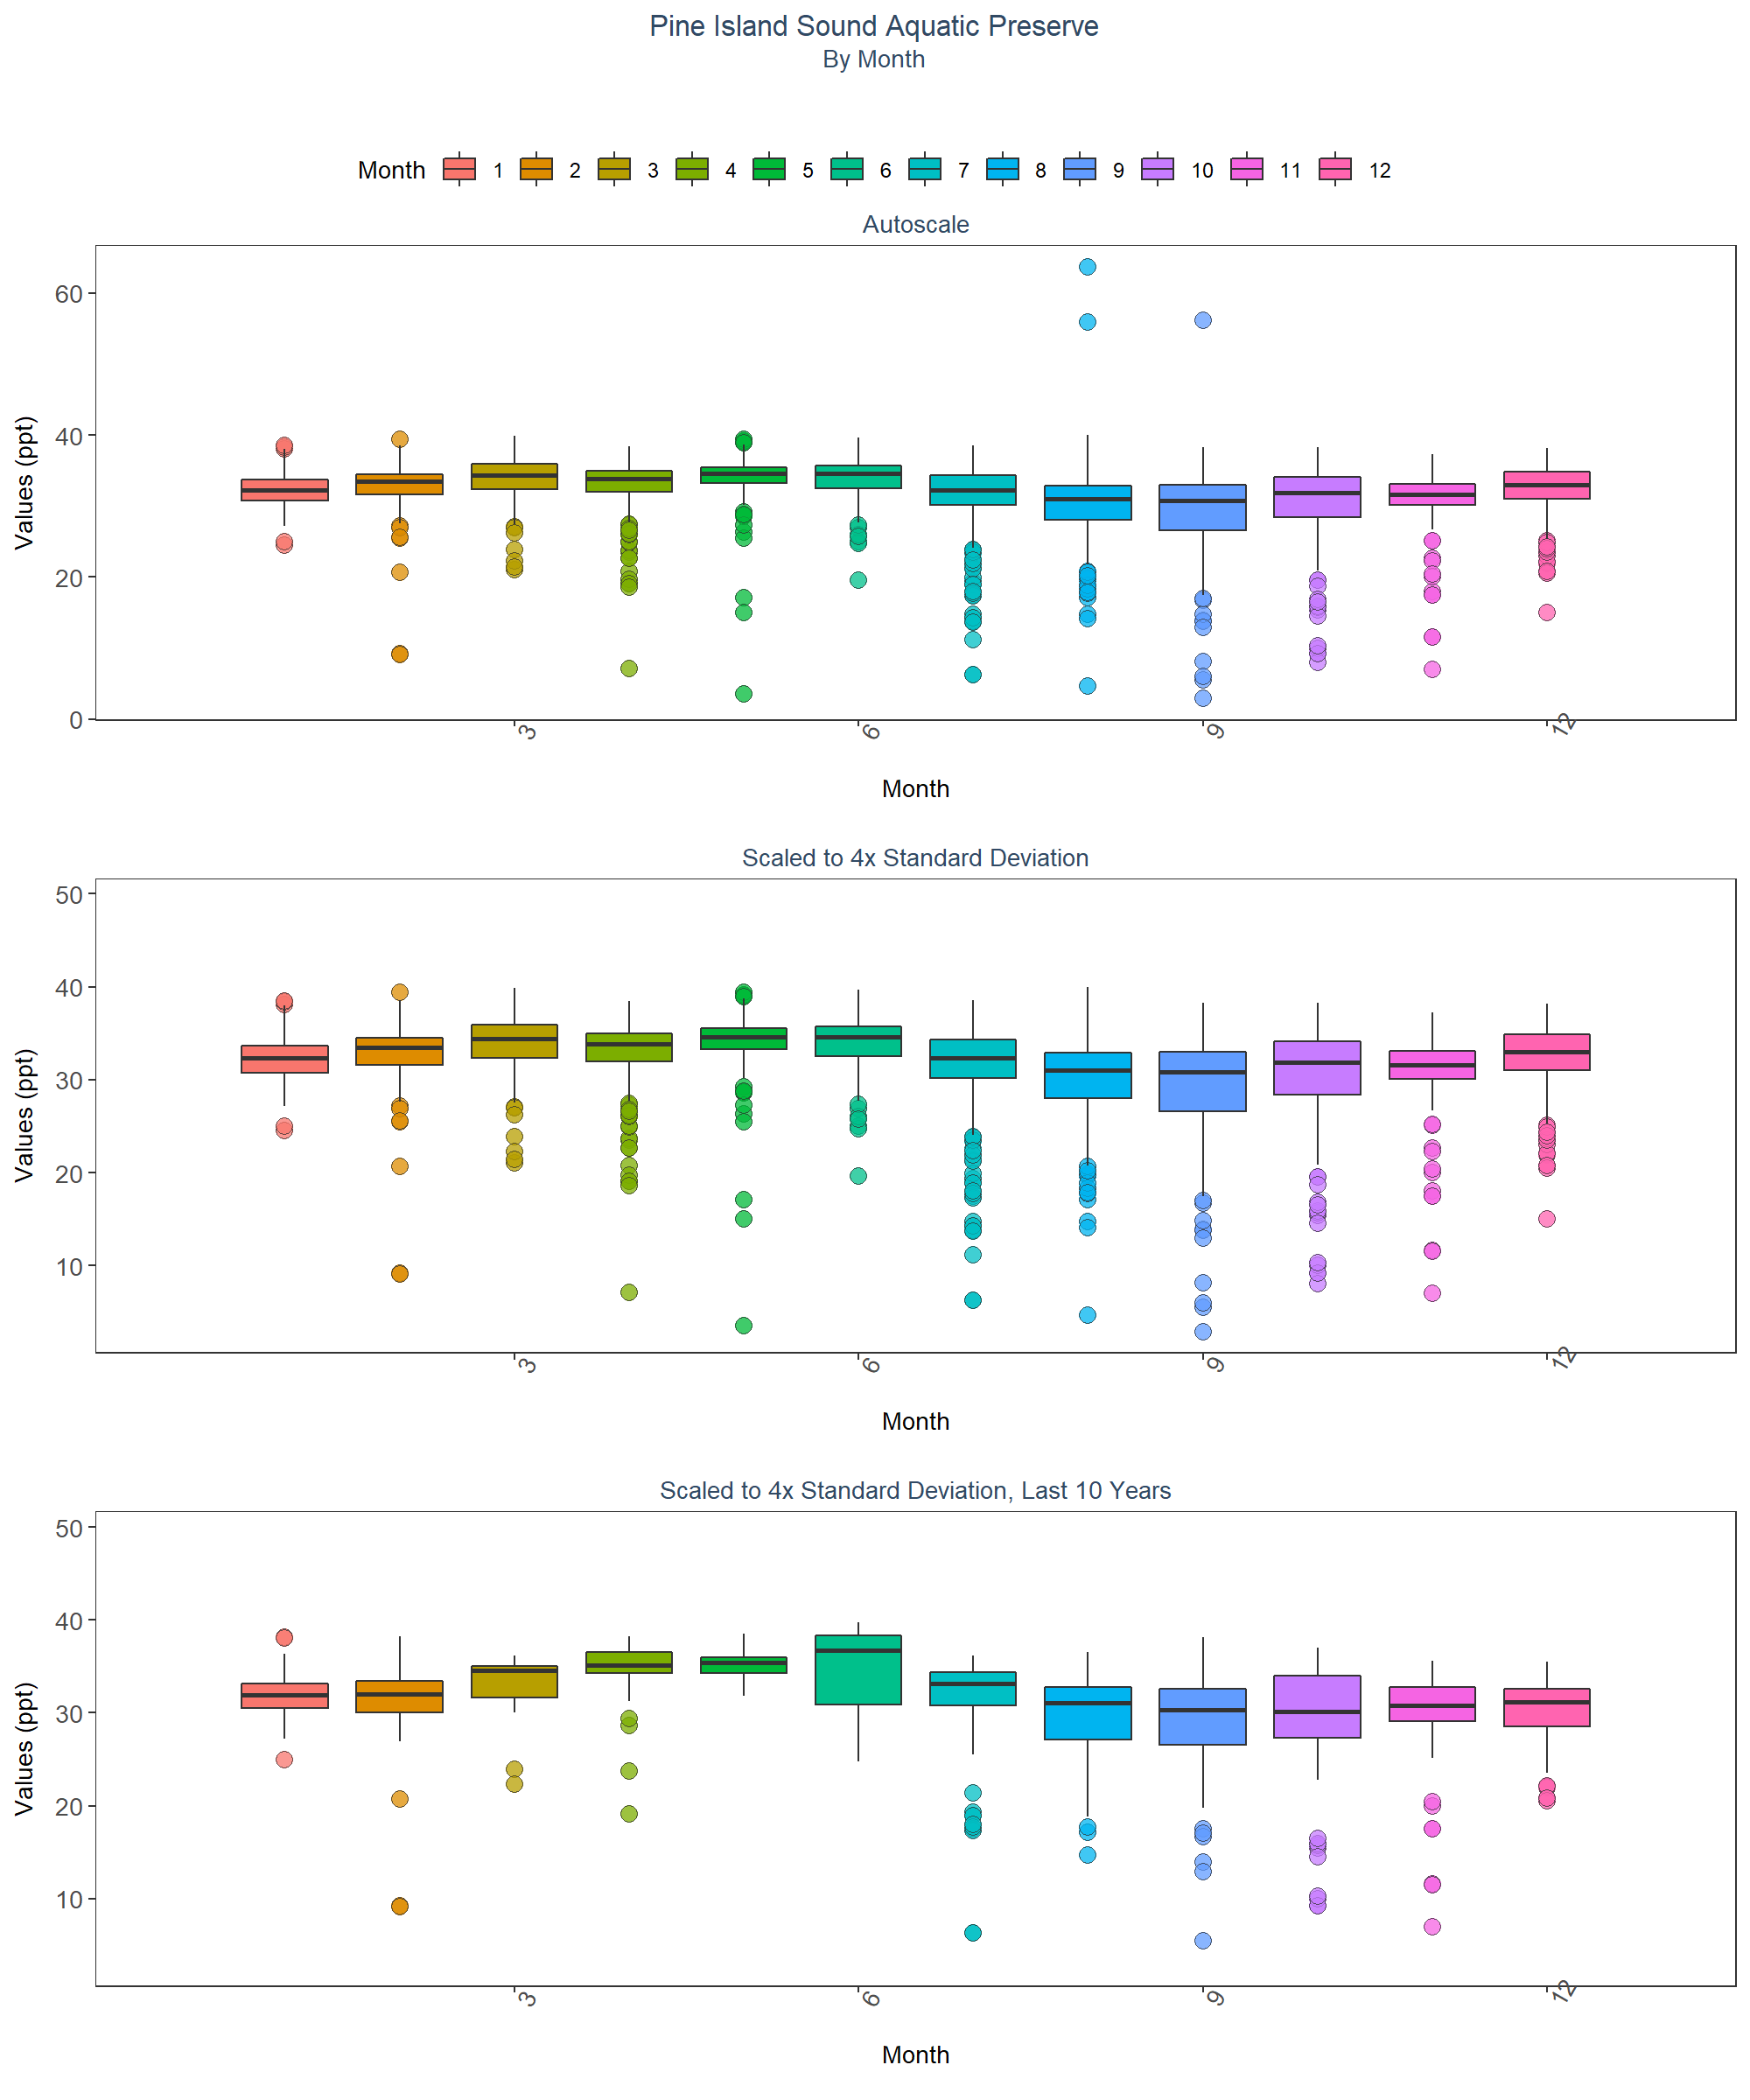 Pine Island Sound Aquatic Preserve
By Month
Month 1 2 3 4 5 6 7 8 9 10 11 12
Autoscale
60
40
20
0
Values (ppt)
3 6 9 12
Month
Scaled to 4x Standard Deviation
50
40
30
20
10
Values (ppt)
3 6 9 12
Month
Scaled to 4x Standard Deviation, Last 10 Years
50
40
30
20
10
Values (ppt)
3 6 9 12
Month